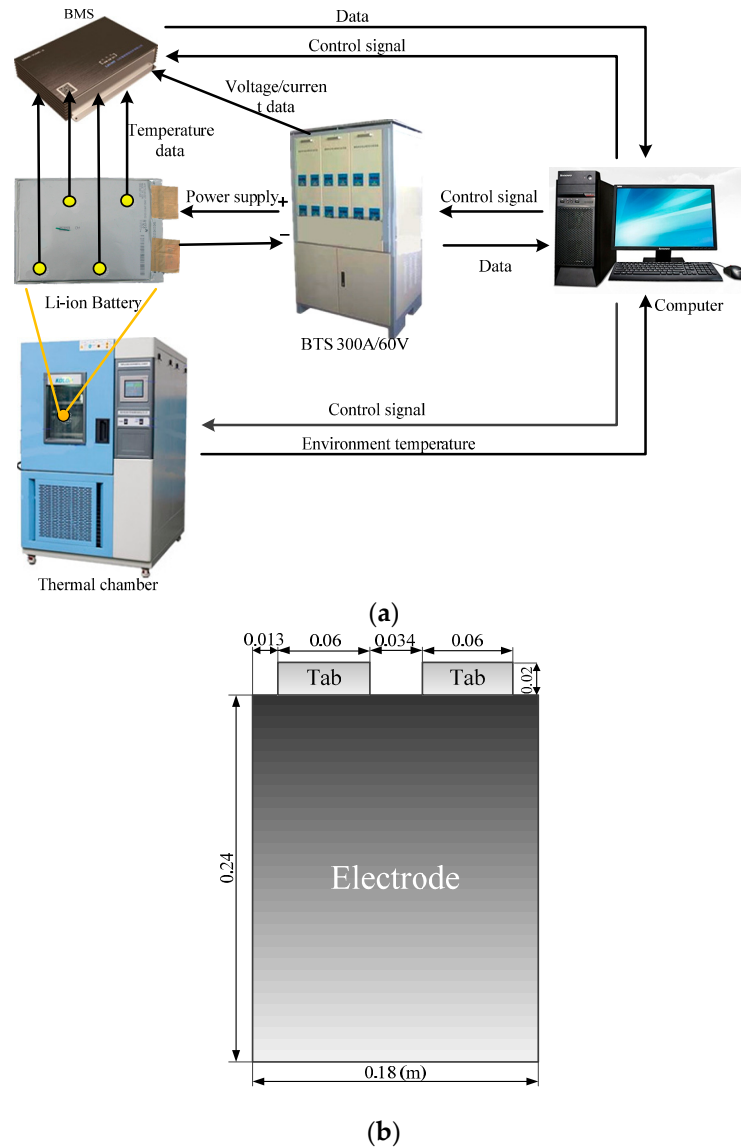 BMS
Data
Control signal
Voltage/curren
t data
Temperature
data
Power supply
+
−
Control signal
Data
Li-ion Battery
Computer
BTS 300A/60V
Control signal
Environment temperature
Thermal chamber
(a)
0.013
0.06
0.034
0.06
Tab
Tab
0.02
0.24
Electrode
0.18 (m)
(b)